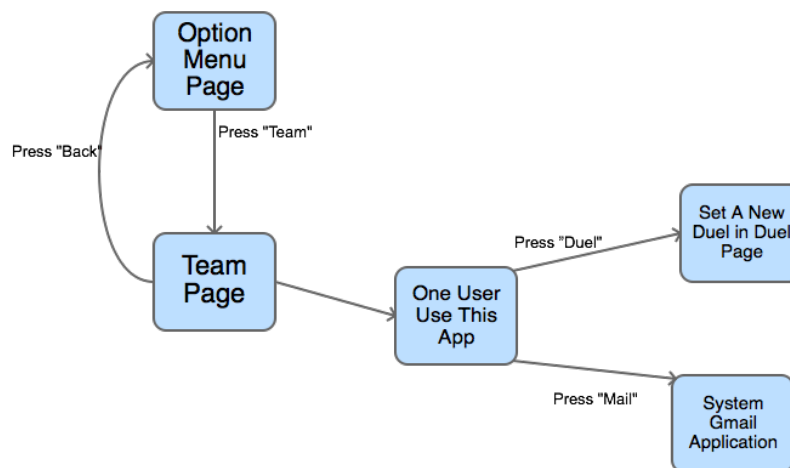 Option
Menu
Page
Press "Team"
Press "Back"
Team
Page
One User
Use This
App
Press "Duel"
Set A New
Duel in Duel
Page
Press "Mail"
System
Gmail
Application